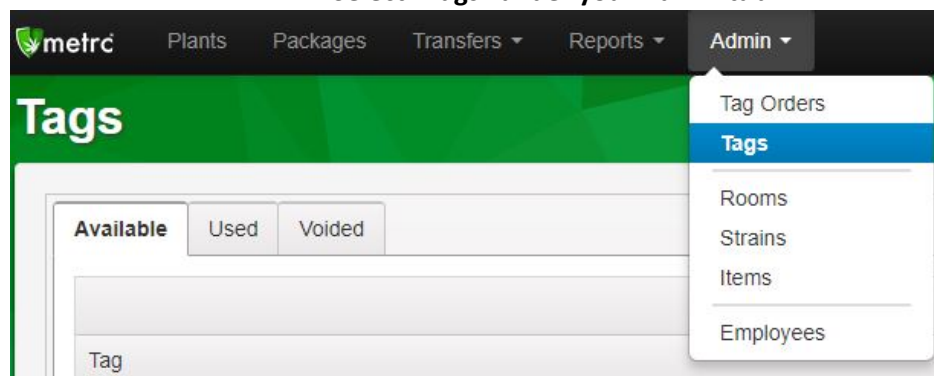 metrc Plants Packages Transfers Reports Admin
Tags
Tag Orders
Tags
Rooms
Strains
Items
Employees
Available Used Voided
Tag